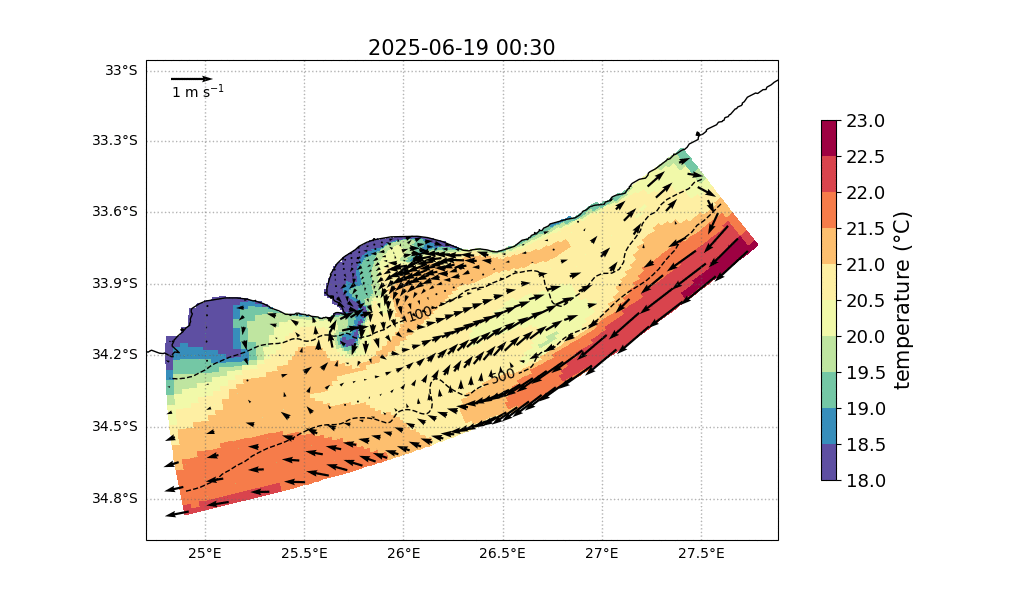 2025-06-19 00:30
1 m s⁻¹
33°S
33.3°S
33.6°S
33.9°S
34.2°S
34.5°S
34.8°S
25°E
25.5°E
26°E
26.5°E
27°E
27.5°E
100
500
23.0
22.5
22.0
21.5
21.0
20.5
20.0
19.5
19.0
18.5
18.0
temperature (°C)